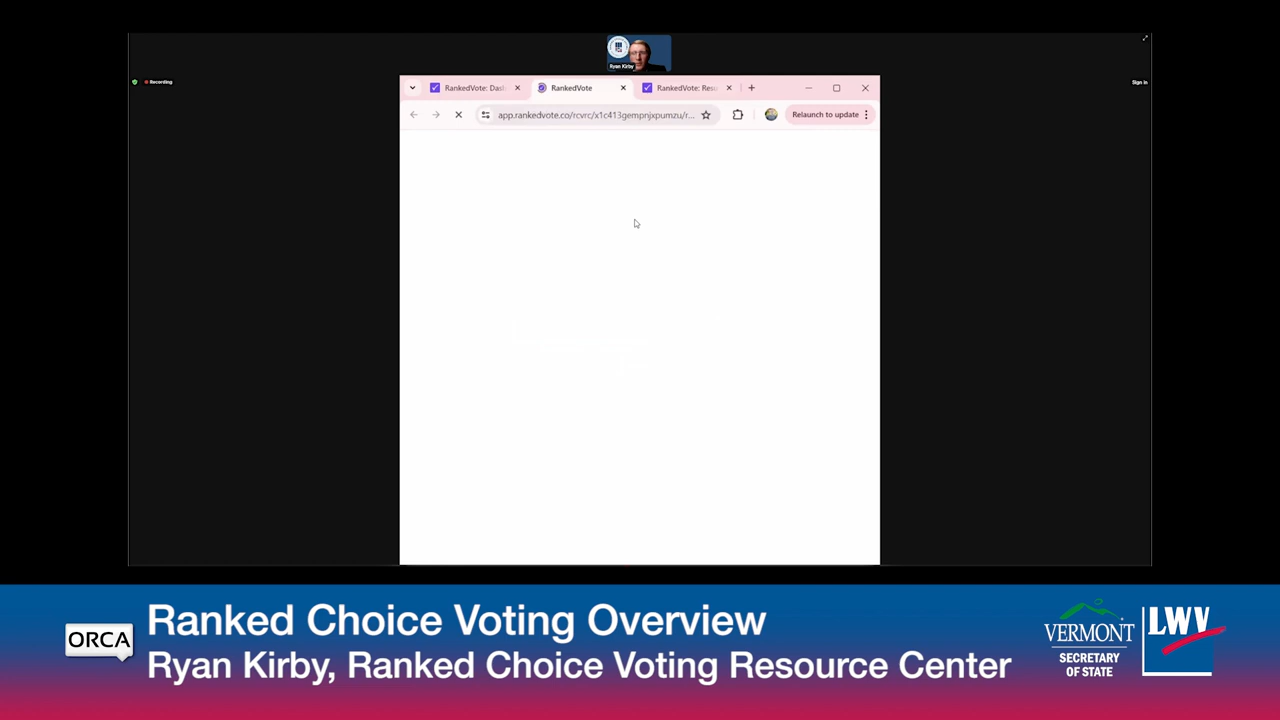 Ryan Kirby
Recording
Sign in
RankedVote: Dash
RankedVote
RankedVote: Resu
app.rankedvote.co/rcvrc/x1c413gempnjxpumzu/r...
Relaunch to update
Ranked Choice Voting Overview
ORCA
Ryan Kirby, Ranked Choice Voting Resource Center
VERMONT
SECRETARY
OF STATE
LWV